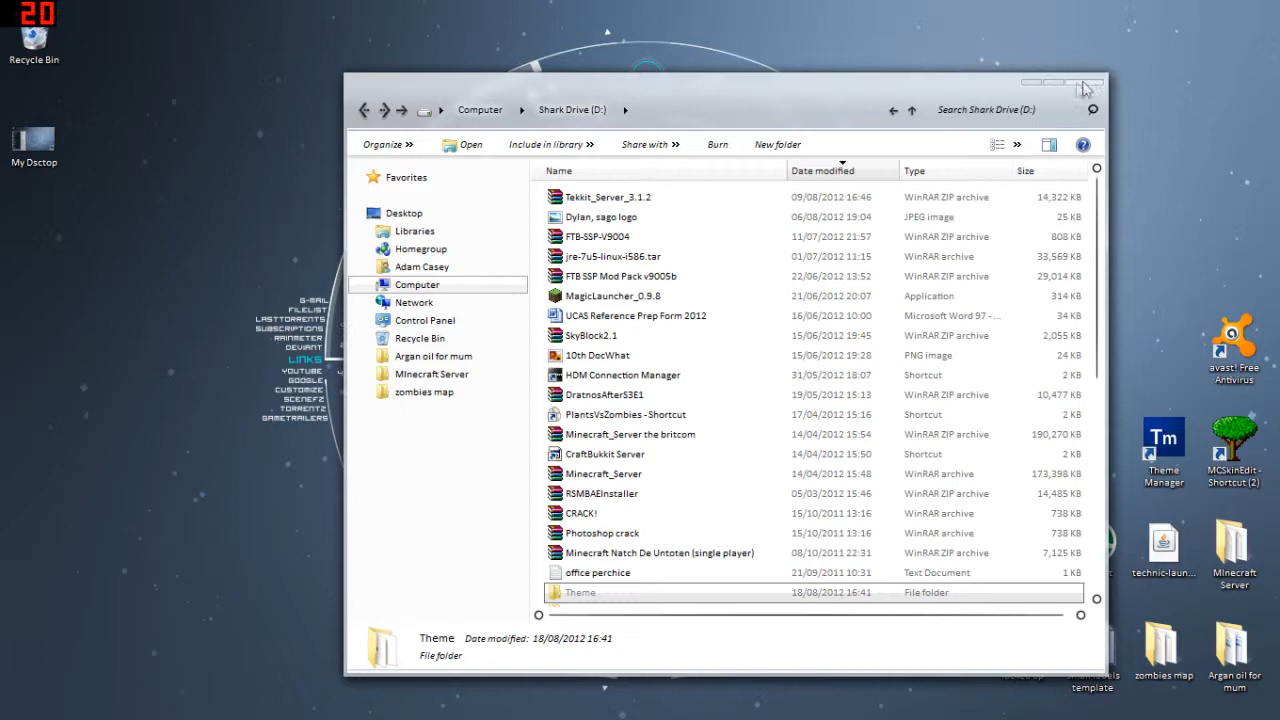 20
Recycle Bin
My Dsctop
G-MAIL
FILELIST
LASTTORRENTS
SUBSCRIPTIONS
RAINMETER
DEVIANT
LINKS
YOUTUBE
GOOGLE
CUSTOMIZE
SCENEFZ
TORRENTZ
GAMETRAILERS
Computer
Shark Drive (D:)
Search Shark Drive (D:)
Organize
Open
Include in library
Share with
Burn
New folder
Favorites
Desktop
Libraries
Homegroup
Adam Casey
Computer
Network
Control Panel
Recycle Bin
Argan oil for mum
MInecraft Server
zombies map
Name Date modified Type Size
Tekkit_Server_3.1.2 09/08/2012 16:46 WinRAR ZIP archive 14,322 KB
Dylan, sago logo 06/08/2012 19:04 JPEG image 25 KB
FTB-SSP-V9004 11/07/2012 21:57 WinRAR ZIP archive 808 KB
jre-7u5-linux-i586.tar 01/07/2012 11:15 WinRAR archive 33,569 KB
FTB SSP Mod Pack v9005b 22/06/2012 13:52 WinRAR ZIP archive 29,014 KB
MagicLauncher_0.9.8 21/06/2012 20:07 Application 314 KB
UCAS Reference Prep Form 2012 16/06/2012 10:00 Microsoft Word 97 - ... 34 KB
SkyBlock2.1 15/06/2012 19:45 WinRAR ZIP archive 2,055 KB
10th DocWhat 15/06/2012 19:28 PNG image 24 KB
HDM Connection Manager 31/05/2012 18:07 Shortcut 2 KB
DratnosAfterS3E1 19/05/2012 15:13 WinRAR ZIP archive 10,477 KB
PlantsVsZombies - Shortcut 17/04/2012 15:16 Shortcut 2 KB
Minecraft_Server the britcom 14/04/2012 15:54 WinRAR ZIP archive 190,270 KB
CraftBukkit Server 14/04/2012 15:50 Shortcut 2 KB
Minecraft_Server 14/04/2012 15:48 WinRAR archive 173,398 KB
RSMBAEInstaller 05/03/2012 15:46 WinRAR ZIP archive 14,485 KB
CRACK! 15/10/2011 13:16 WinRAR archive 738 KB
Photoshop crack 15/10/2011 13:16 WinRAR ZIP archive 738 KB
Minecraft Natch De Untoten (single player) 08/10/2011 22:31 WinRAR ZIP archive 7,125 KB
office perchice 21/09/2011 10:31 Text Document 1 KB
Theme 18/08/2012 16:41 File folder
Theme Date modified: 18/08/2012 16:41
File folder
avast! Free
Antivirus
Tm
Theme
Manager
MCSkinEdit -
Shortcut (2)
technic-laun...
MInecraft
Server
template
zombies map
Argan oil for
mum